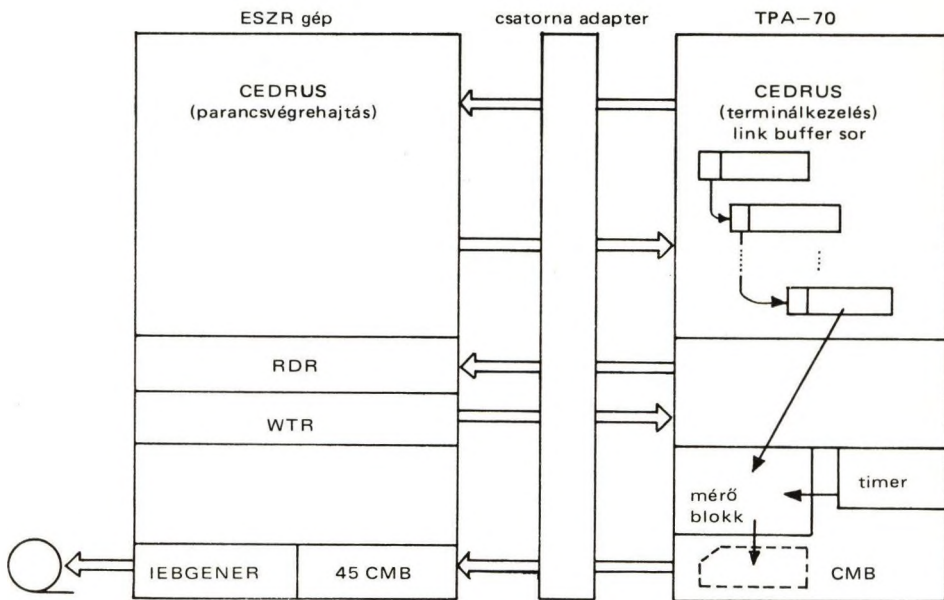 ESZR gép
csatorna adapter
TPA–70
CEDRUS
(parancsvégrehajtás)
CEDRUS
(terminálkezelés)
link buffer sor
RDR
WTR
mérő
blokk
timer
IEBGENER
45 CMB
CMB